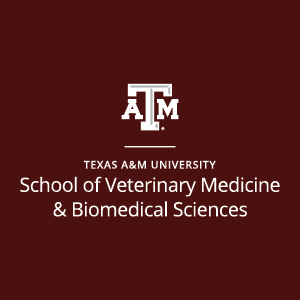 ATM
TEXAS A&M UNIVERSITY
School of Veterinary Medicine
& Biomedical Sciences